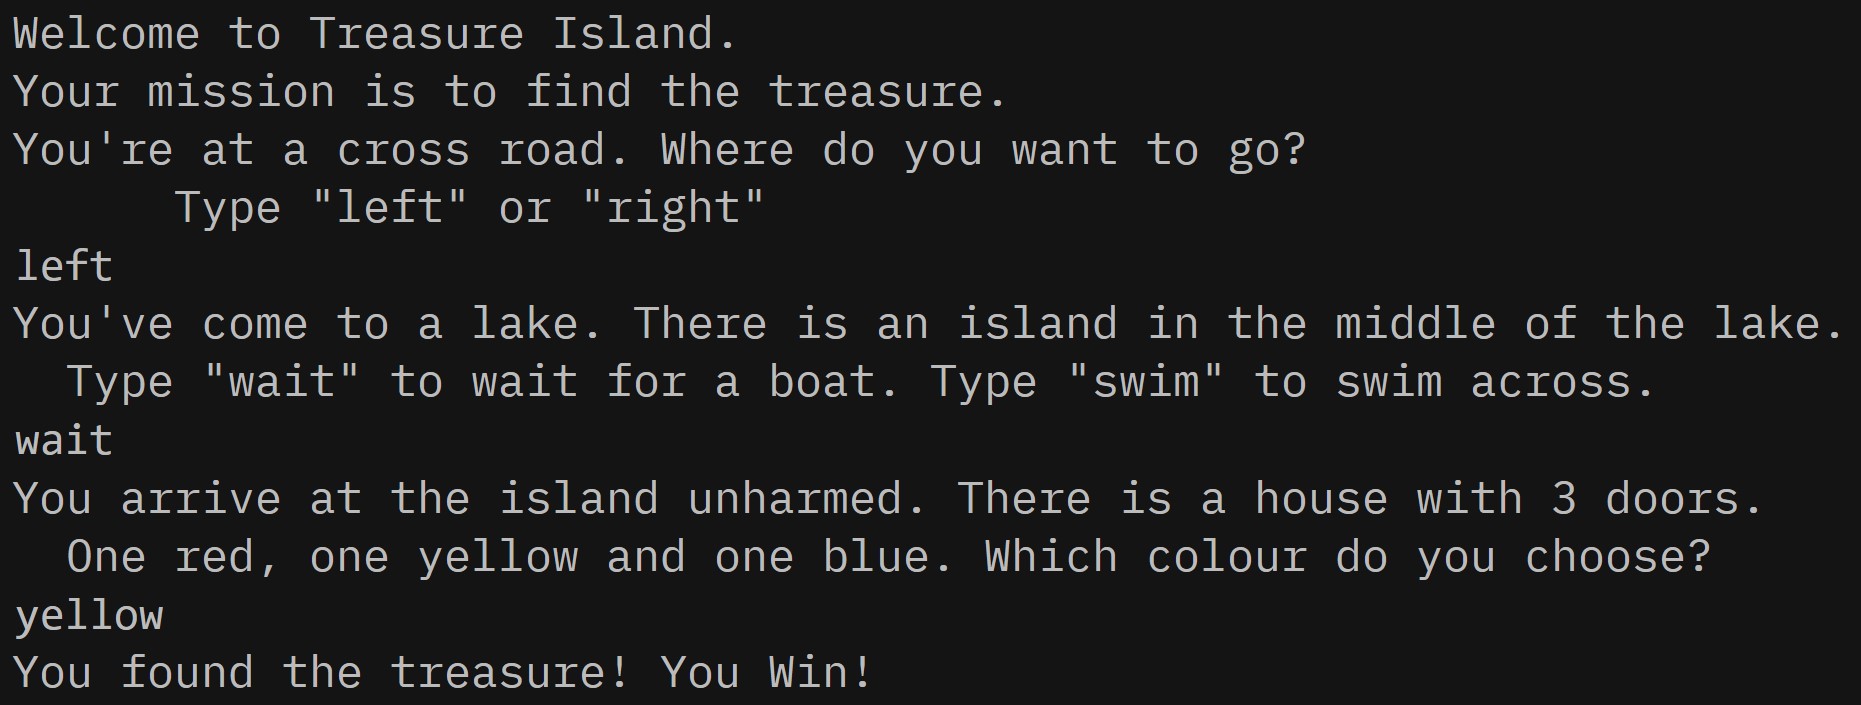 Welcome to Treasure Island.
Your mission is to find the treasure.
You're at a cross road. Where do you want to go?
      Type "left" or "right"
left
You've come to a lake. There is an island in the middle of the lake.
  Type "wait" to wait for a boat. Type "swim" to swim across.
wait
You arrive at the island unharmed. There is a house with 3 doors.
  One red, one yellow and one blue. Which colour do you choose?
yellow
You found the treasure! You Win!